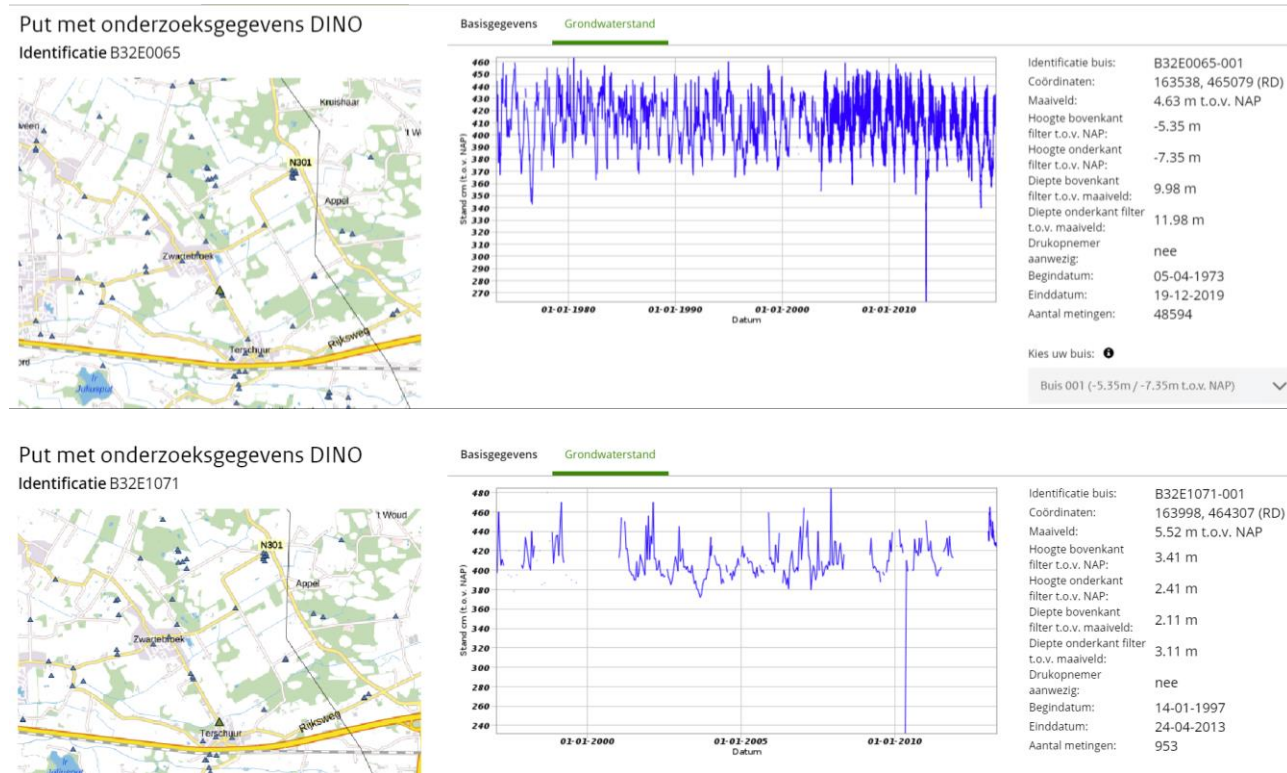 Put met onderzoeksgegevens DINO
Identificatie B32E0065
Kruishaar
N301
Appel
Zwartebroek
Terschuur
Rijksweg
Basisgegevens Grondwaterstand
460
450
440
430
420
410
400
390
380
370
360
350
340
330
320
310
300
290
280
270
Stand cm (t.o.v. NAP)
01-01-1980 01-01-1990 01-01-2000 01-01-2010
Datum
Identificatie buis: B32E0065-001
Coördinaten: 163538, 465079 (RD)
Maaiveld: 4.63 m t.o.v. NAP
Hoogte bovenkant
filter t.o.v. NAP: -5.35 m
Hoogte onderkant
filter t.o.v. NAP: -7.35 m
Diepte bovenkant
filter t.o.v. maaiveld: 9.98 m
Diepte onderkant filter
t.o.v. maaiveld: 11.98 m
Drukopnemer
aanwezig: nee
Begindatum: 05-04-1973
Einddatum: 19-12-2019
Aantal metingen: 48594
Kies uw buis:
Buis 001 (-5.35m / -7.35m t.o.v. NAP)
Put met onderzoeksgegevens DINO
Identificatie B32E1071
't Woud
N301
Appel
Zwartebroek
Terschuur
Rijksweg
Basisgegevens Grondwaterstand
480
460
440
420
400
380
360
340
320
300
280
260
240
Stand cm (t.o.v. NAP)
01-01-2000 01-01-2005 01-01-2010
Datum
Identificatie buis: B32E1071-001
Coördinaten: 163998, 464307 (RD)
Maaiveld: 5.52 m t.o.v. NAP
Hoogte bovenkant
filter t.o.v. NAP: 3.41 m
Hoogte onderkant
filter t.o.v. NAP: 2.41 m
Diepte bovenkant
filter t.o.v. maaiveld: 2.11 m
Diepte onderkant filter
t.o.v. maaiveld: 3.11 m
Drukopnemer
aanwezig: nee
Begindatum: 14-01-1997
Einddatum: 24-04-2013
Aantal metingen: 953